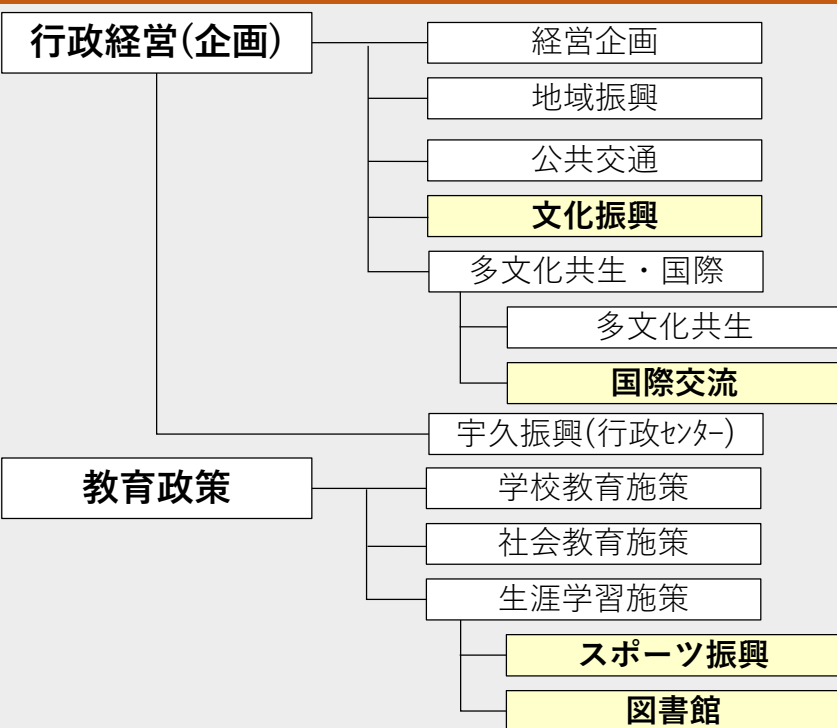 行政経営(企画)
経営企画
地域振興
公共交通
文化振興
多文化共生・国際
多文化共生
国際交流
宇久振興(行政ｾﾝﾀｰ)
教育政策
学校教育施策
社会教育施策
生涯学習施策
スポーツ振興
図書館